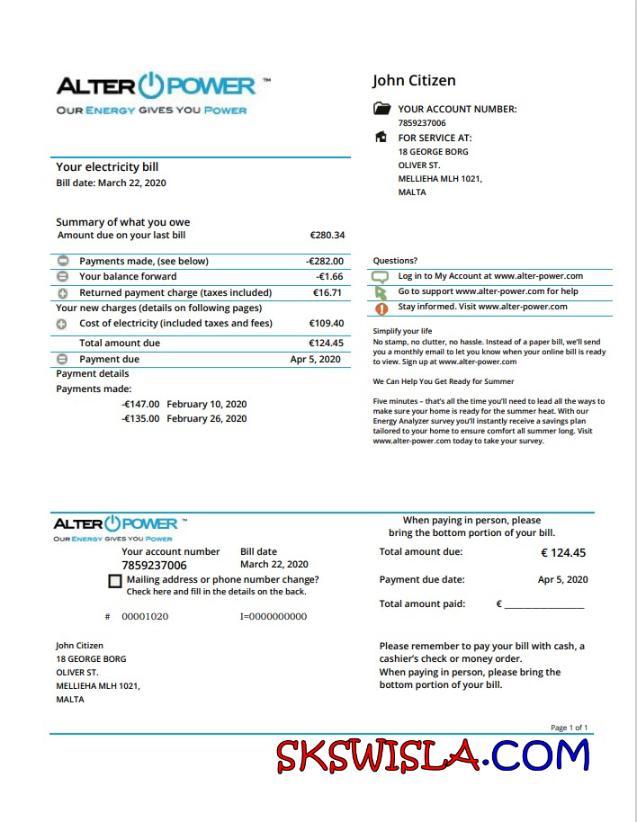 ALTER POWER ™
OUR ENERGY GIVES YOU POWER
John Citizen
YOUR ACCOUNT NUMBER:
7859237006
FOR SERVICE AT:
18 GEORGE BORG
OLIVER ST.
MELLIEHA MLH 1021,
MALTA
Your electricity bill
Bill date: March 22, 2020
Summary of what you owe
Amount due on your last bill €280.34
Payments made, (see below) -€282.00
Your balance forward -€1.66
Returned payment charge (taxes included) €16.71
Your new charges (details on following pages)
Cost of electricity (included taxes and fees) €109.40
Total amount due €124.45
Payment due Apr 5, 2020
Payment details
Payments made:
-€147.00 February 10, 2020
-€135.00 February 26, 2020
Questions?
Log in to My Account at www.alter-power.com
Go to support www.alter-power.com for help
Stay informed. Visit www.alter-power.com
Simplify your life
No stamp, no clutter, no hassle. Instead of a paper bill, we'll send
you a monthly email to let you know when your online bill is ready
to view. Sign up at www.alter-power.com
We Can Help You Get Ready for Summer
Five minutes – that's all the time you'll need to lead all the ways to
make sure your home is ready for the summer heat. With our
Energy Analyzer survey you'll instantly receive a savings plan
tailored to your home to ensure comfort all summer long. Visit
www.alter-power.com today to take your survey.
ALTER POWER ™
OUR ENERGY GIVES YOU POWER
Your account number Bill date
7859237006 March 22, 2020
Mailing address or phone number change?
Check here and fill in the details on the back.
# 00001020 I=0000000000
John Citizen
18 GEORGE BORG
OLIVER ST.
MELLIEHA MLH 1021,
MALTA
When paying in person, please
bring the bottom portion of your bill.
Total amount due: € 124.45
Payment due date: Apr 5, 2020
Total amount paid: € ________________
Please remember to pay your bill with cash, a
cashier's check or money order.
When paying in person, please bring the
bottom portion of your bill.
Page 1 of 1
SKSWISLA.COM